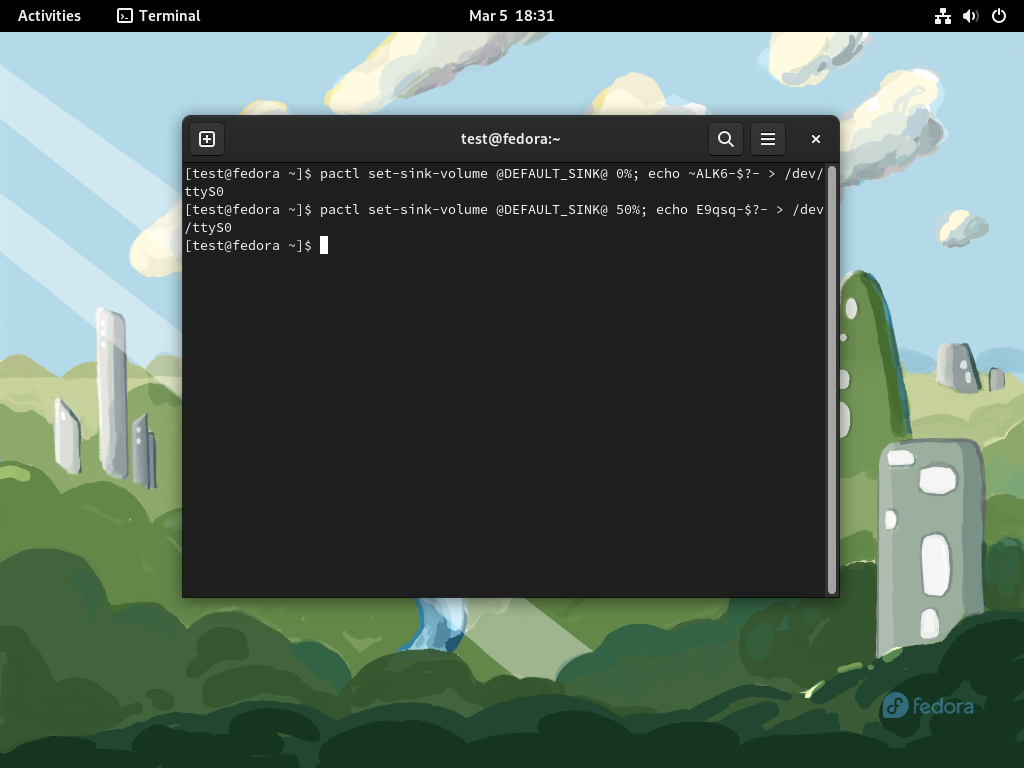 Activities
Terminal
Mar 5 18:31
test@fedora:~
[test@fedora ~]$ pactl set-sink-volume @DEFAULT_SINK@ 0%; echo ~ALK6-$?- > /dev/
ttyS0
[test@fedora ~]$ pactl set-sink-volume @DEFAULT_SINK@ 50%; echo E9qsq-$?- > /dev
/ttyS0
[test@fedora ~]$
fedora